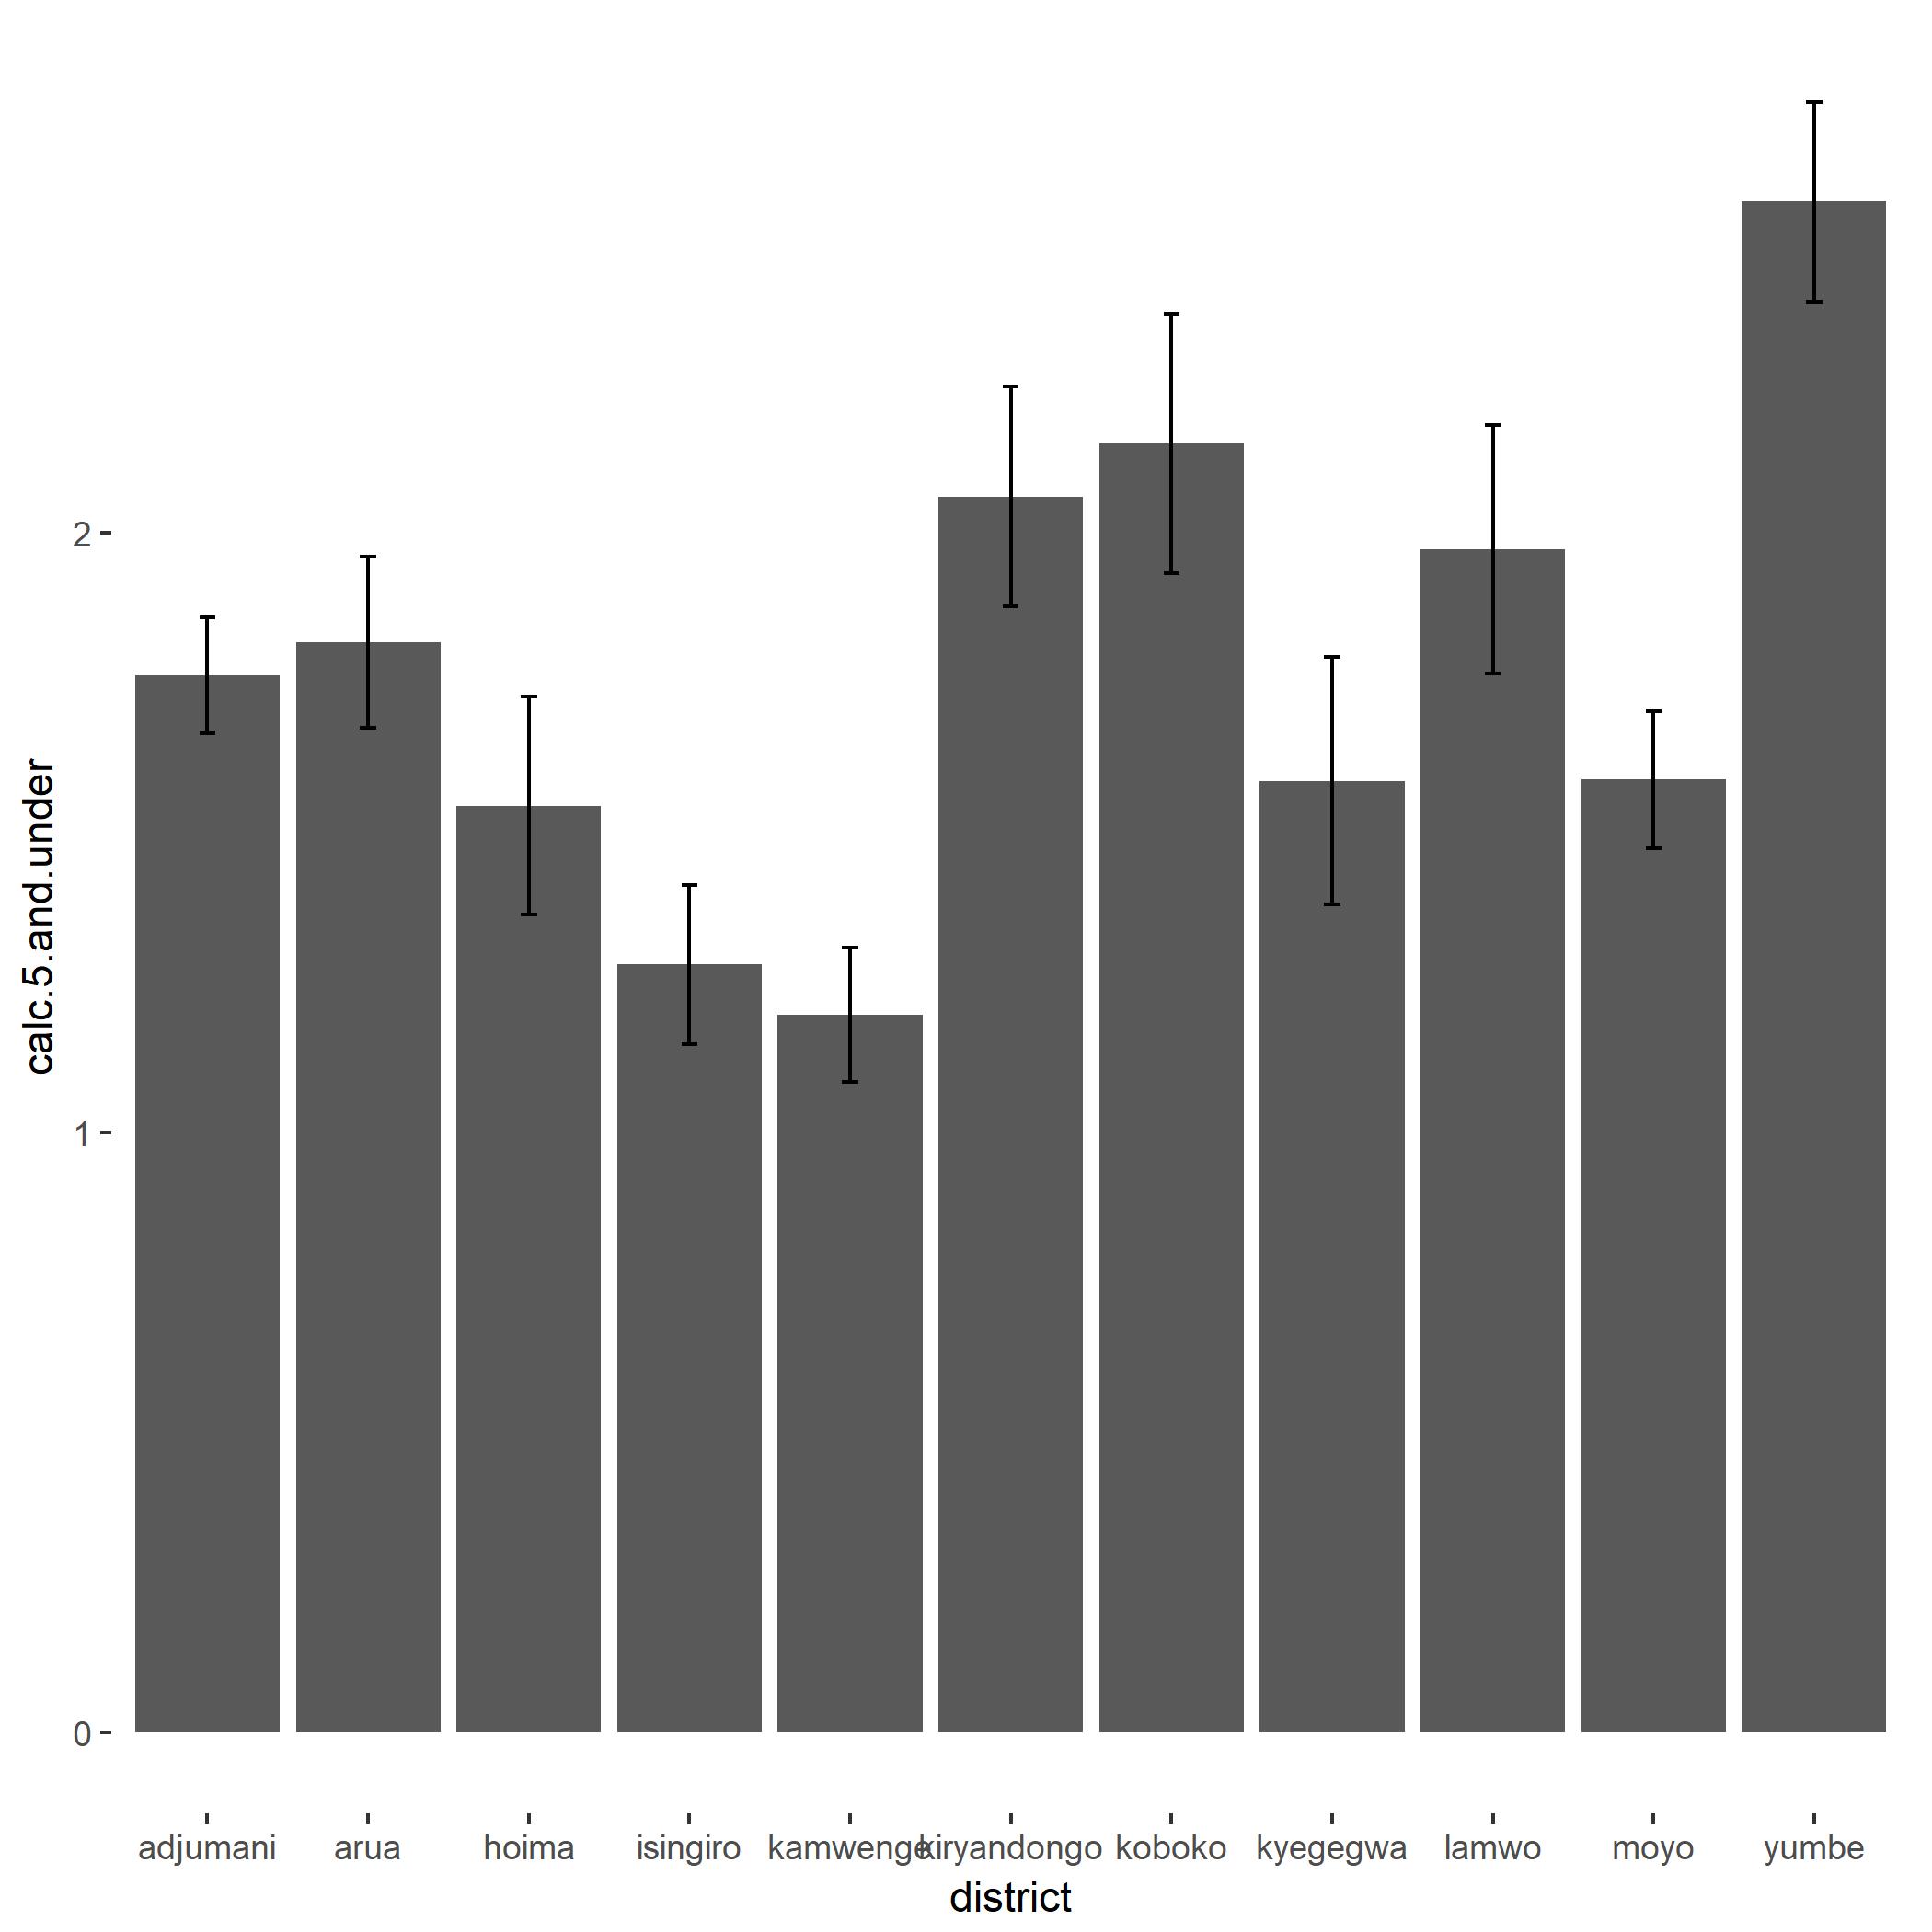 calc.5.and.under
2
1
0
adjumani arua hoima isingiro kamwenge kiryandongo koboko kyegegwa lamwo moyo yumbe
district